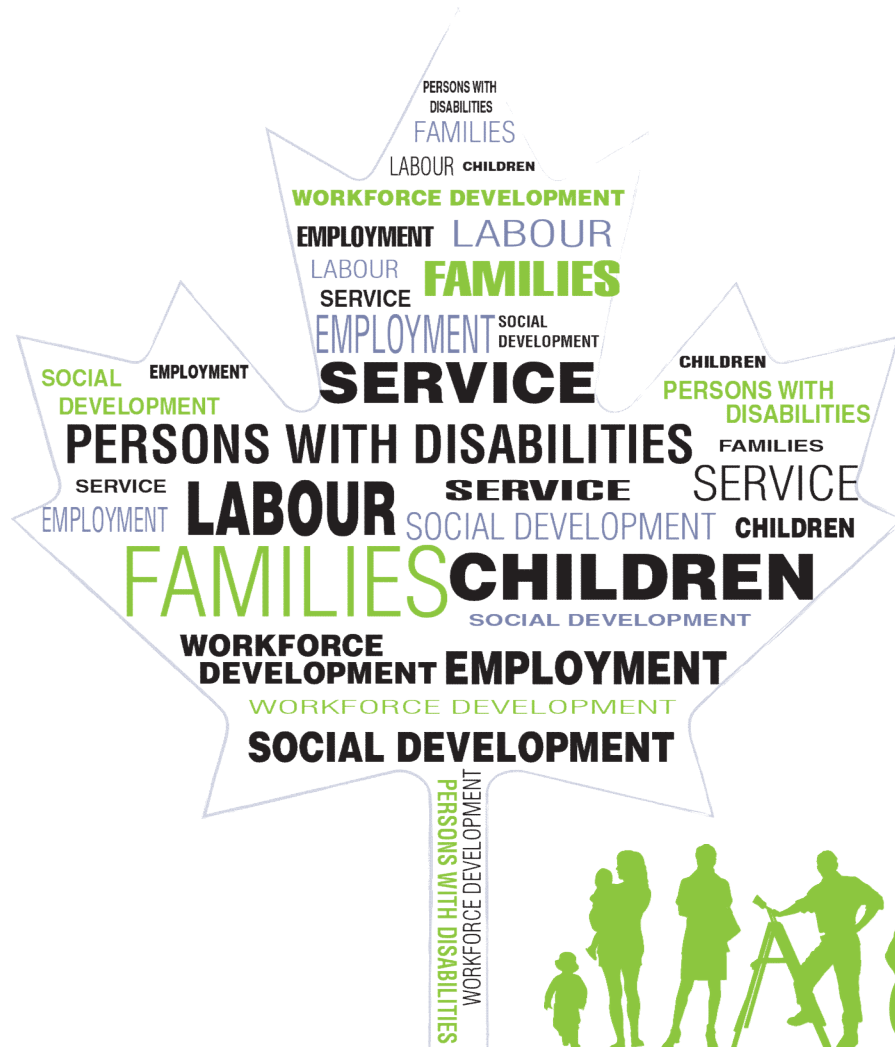 PERSONS WITH
DISABILITIES
FAMILIES
LABOUR CHILDREN
WORKFORCE DEVELOPMENT
EMPLOYMENT LABOUR
LABOUR FAMILIES
SERVICE
EMPLOYMENT SOCIAL
DEVELOPMENT
SERVICE
SOCIAL
DEVELOPMENT
EMPLOYMENT
CHILDREN
PERSONS WITH
DISABILITIES
PERSONS WITH DISABILITIES
FAMILIES
SERVICE
LABOUR
SERVICE
SERVICE
EMPLOYMENT
SOCIAL DEVELOPMENT
CHILDREN
FAMILIES
CHILDREN
SOCIAL DEVELOPMENT
WORKFORCE
DEVELOPMENT
EMPLOYMENT
WORKFORCE DEVELOPMENT
SOCIAL DEVELOPMENT
PERSONS WITH DISABILITIES
WORKFORCE DEVELOPMENT